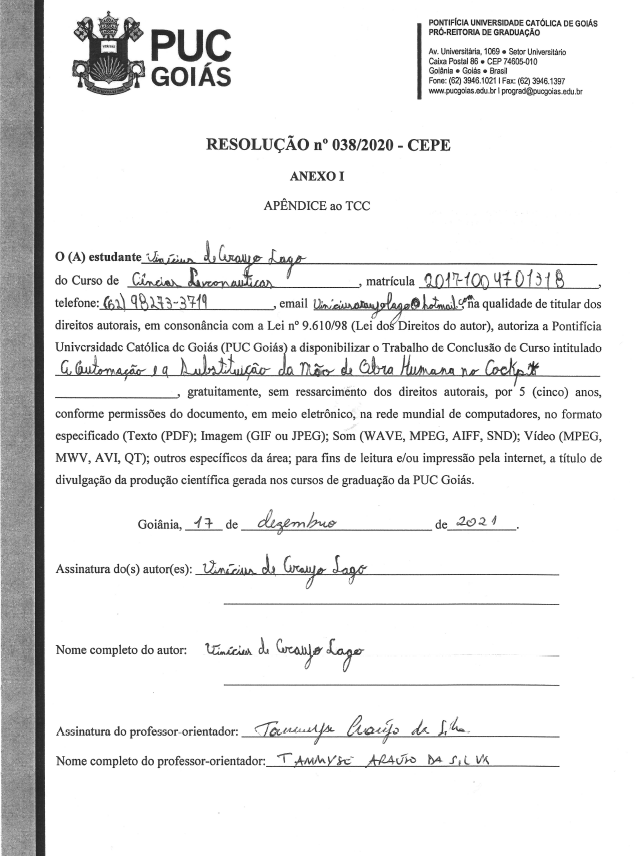 PUC
GOIÁS
PONTIFÍCIA UNIVERSIDADE CATÓLICA DE GOIÁS
PRÓ-REITORIA DE GRADUAÇÃO
Av. Universitária, 1069 ● Setor Universitário
Caixa Postal 86 ● CEP 74605-010
Goiânia ● Goiás ● Brasil
Fone: (62) 3946.1021 I Fax: (62) 3946.1397
www.pucgoias.edu.br I prograd@pucgoias.edu.br
RESOLUÇÃO nº 038/2020 - CEPE
ANEXO I
APÊNDICE ao TCC
O (A) estudante Vinícius de Araujo Lago
do Curso de Ciências Aeronauticas, matrícula 20171004701318,
telefone: (62) 98273-3719, email viniciusaraujolago@hotmail.com na qualidade de titular dos
direitos autorais, em consonância com a Lei nº 9.610/98 (Lei dos Direitos do autor), autoriza a Pontifícia
Universidade Católica de Goiás (PUC Goiás) a disponibilizar o Trabalho de Conclusão de Curso intitulado
A Automação e a Substituição da Mão de Obra Humana no
, gratuitamente, sem ressarcimento dos direitos autorais, por 5 (cinco) anos,
conforme permissões do documento, em meio eletrônico, na rede mundial de computadores, no formato
especificado (Texto (PDF); Imagem (GIF ou JPEG); Som (WAVE, MPEG, AIFF, SND); Vídeo (MPEG,
MWV, AVI, QT); outros específicos da área; para fins de leitura e/ou impressão pela internet, a título de
divulgação da produção científica gerada nos cursos de graduação da PUC Goiás.
Goiânia, 17 de dezembro de 2021.
Assinatura do(s) autor(es): Vinícius de Araujo Lago
Nome completo do autor: Vinícius de Araujo Lago
Assinatura do professor-orientador: Tammyse Araújo da Silva
Nome completo do professor-orientador: TAMMYSE ARAÚJO DA SILVA